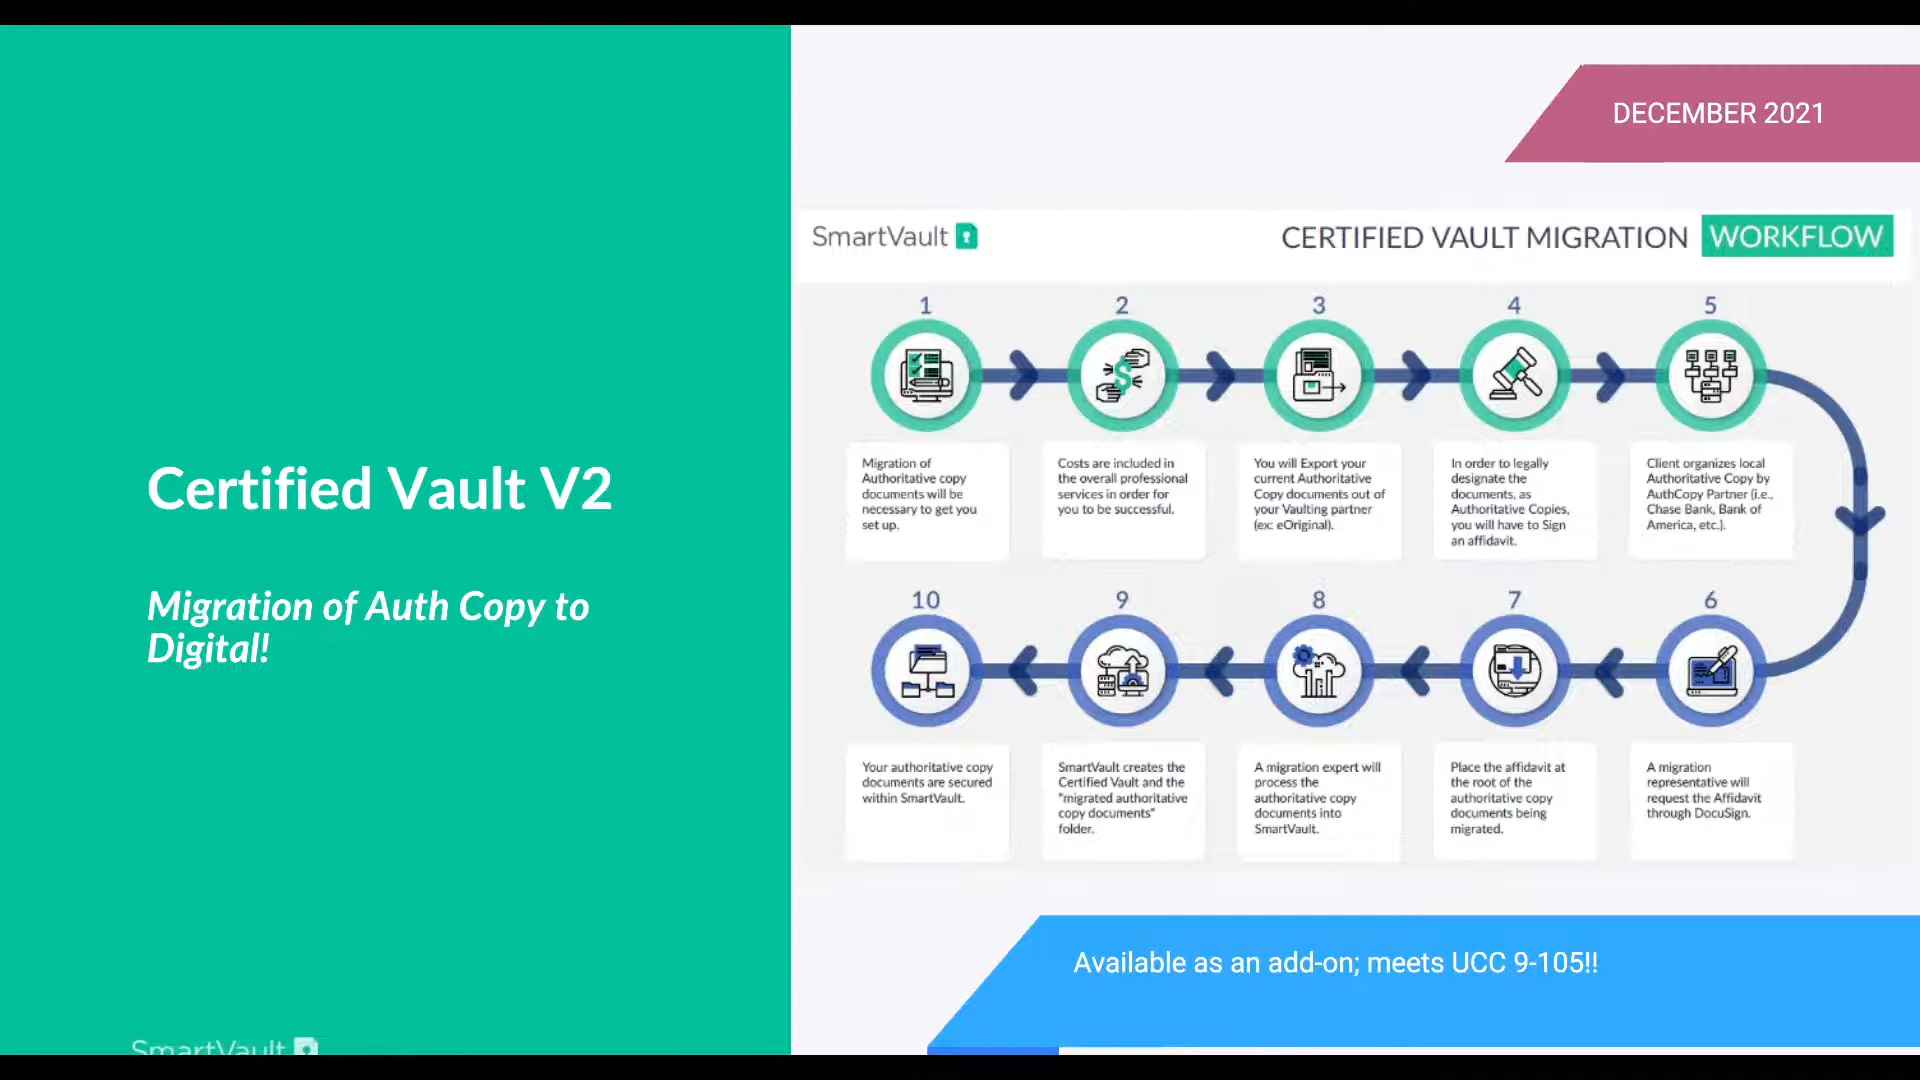 Certified Vault V2
Migration of Auth Copy to
Digital!
SmartVault
DECEMBER 2021
SmartVault
CERTIFIED VAULT MIGRATION WORKFLOW
1
2
3
4
5
Migration of
Authoritative copy
documents will be
necessary to get you
set up.
Costs are included in
the overall professional
services in order for
you to be successful.
You will Export your
current Authoritative
Copy documents out of
your Vaulting partner
(ex: eOriginal).
In order to legally
designate the
documents, as
Authoritative Copies,
you will have to Sign
an affidavit.
Client organizes local
Authoritative Copy by
AuthCopy Partner (i.e.,
Chase Bank, Bank of
America, etc.).
10
9
8
7
6
Your authoritative copy
documents are secured
within SmartVault.
SmartVault creates the
Certified Vault and the
"migrated authoritative
copy documents"
folder.
A migration expert will
process the
authoritative copy
documents into
SmartVault.
Place the affidavit at
the root of the
authoritative copy
documents being
migrated.
A migration
representative will
request the Affidavit
through DocuSign.
Available as an add-on; meets UCC 9-105!!